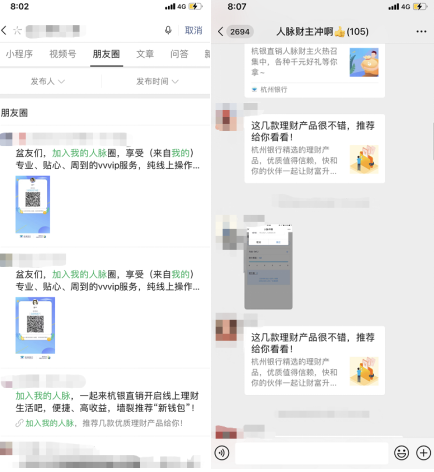 8:02
4G
取消
小程序
视频号
朋友圈
文章
问答
新
发布人
发布时间
朋友圈
盆友们，加入我的人脉圈，享受（来自我的）
专业、贴心、周到的vvvip服务，纯线上操作...
盆友们，加入我的人脉圈，享受（来自我的）
专业、贴心、周到的vvvip服务，纯线上操作...
加入我的人脉，一起来杭银直销开启线上理财
生活吧，便捷、高收益，墙裂推荐“新钱包”！
加入我的人脉，推荐几款优质理财产品给你！
8:07
4G
2694
人脉财主冲啊👍(105)
杭银直销人脉财主火热召
集中，各种千元好礼等你
拿~
杭州银行
这几款理财产品很不错，推荐
给你看看！
杭州银行精选的理财产
品，优质值得信赖，快和
你的伙伴一起让财富升...
这几款理财产品很不错，推荐
给你看看！
杭州银行精选的理财产
品，优质值得信赖，快和
你的伙伴一起让财富升...